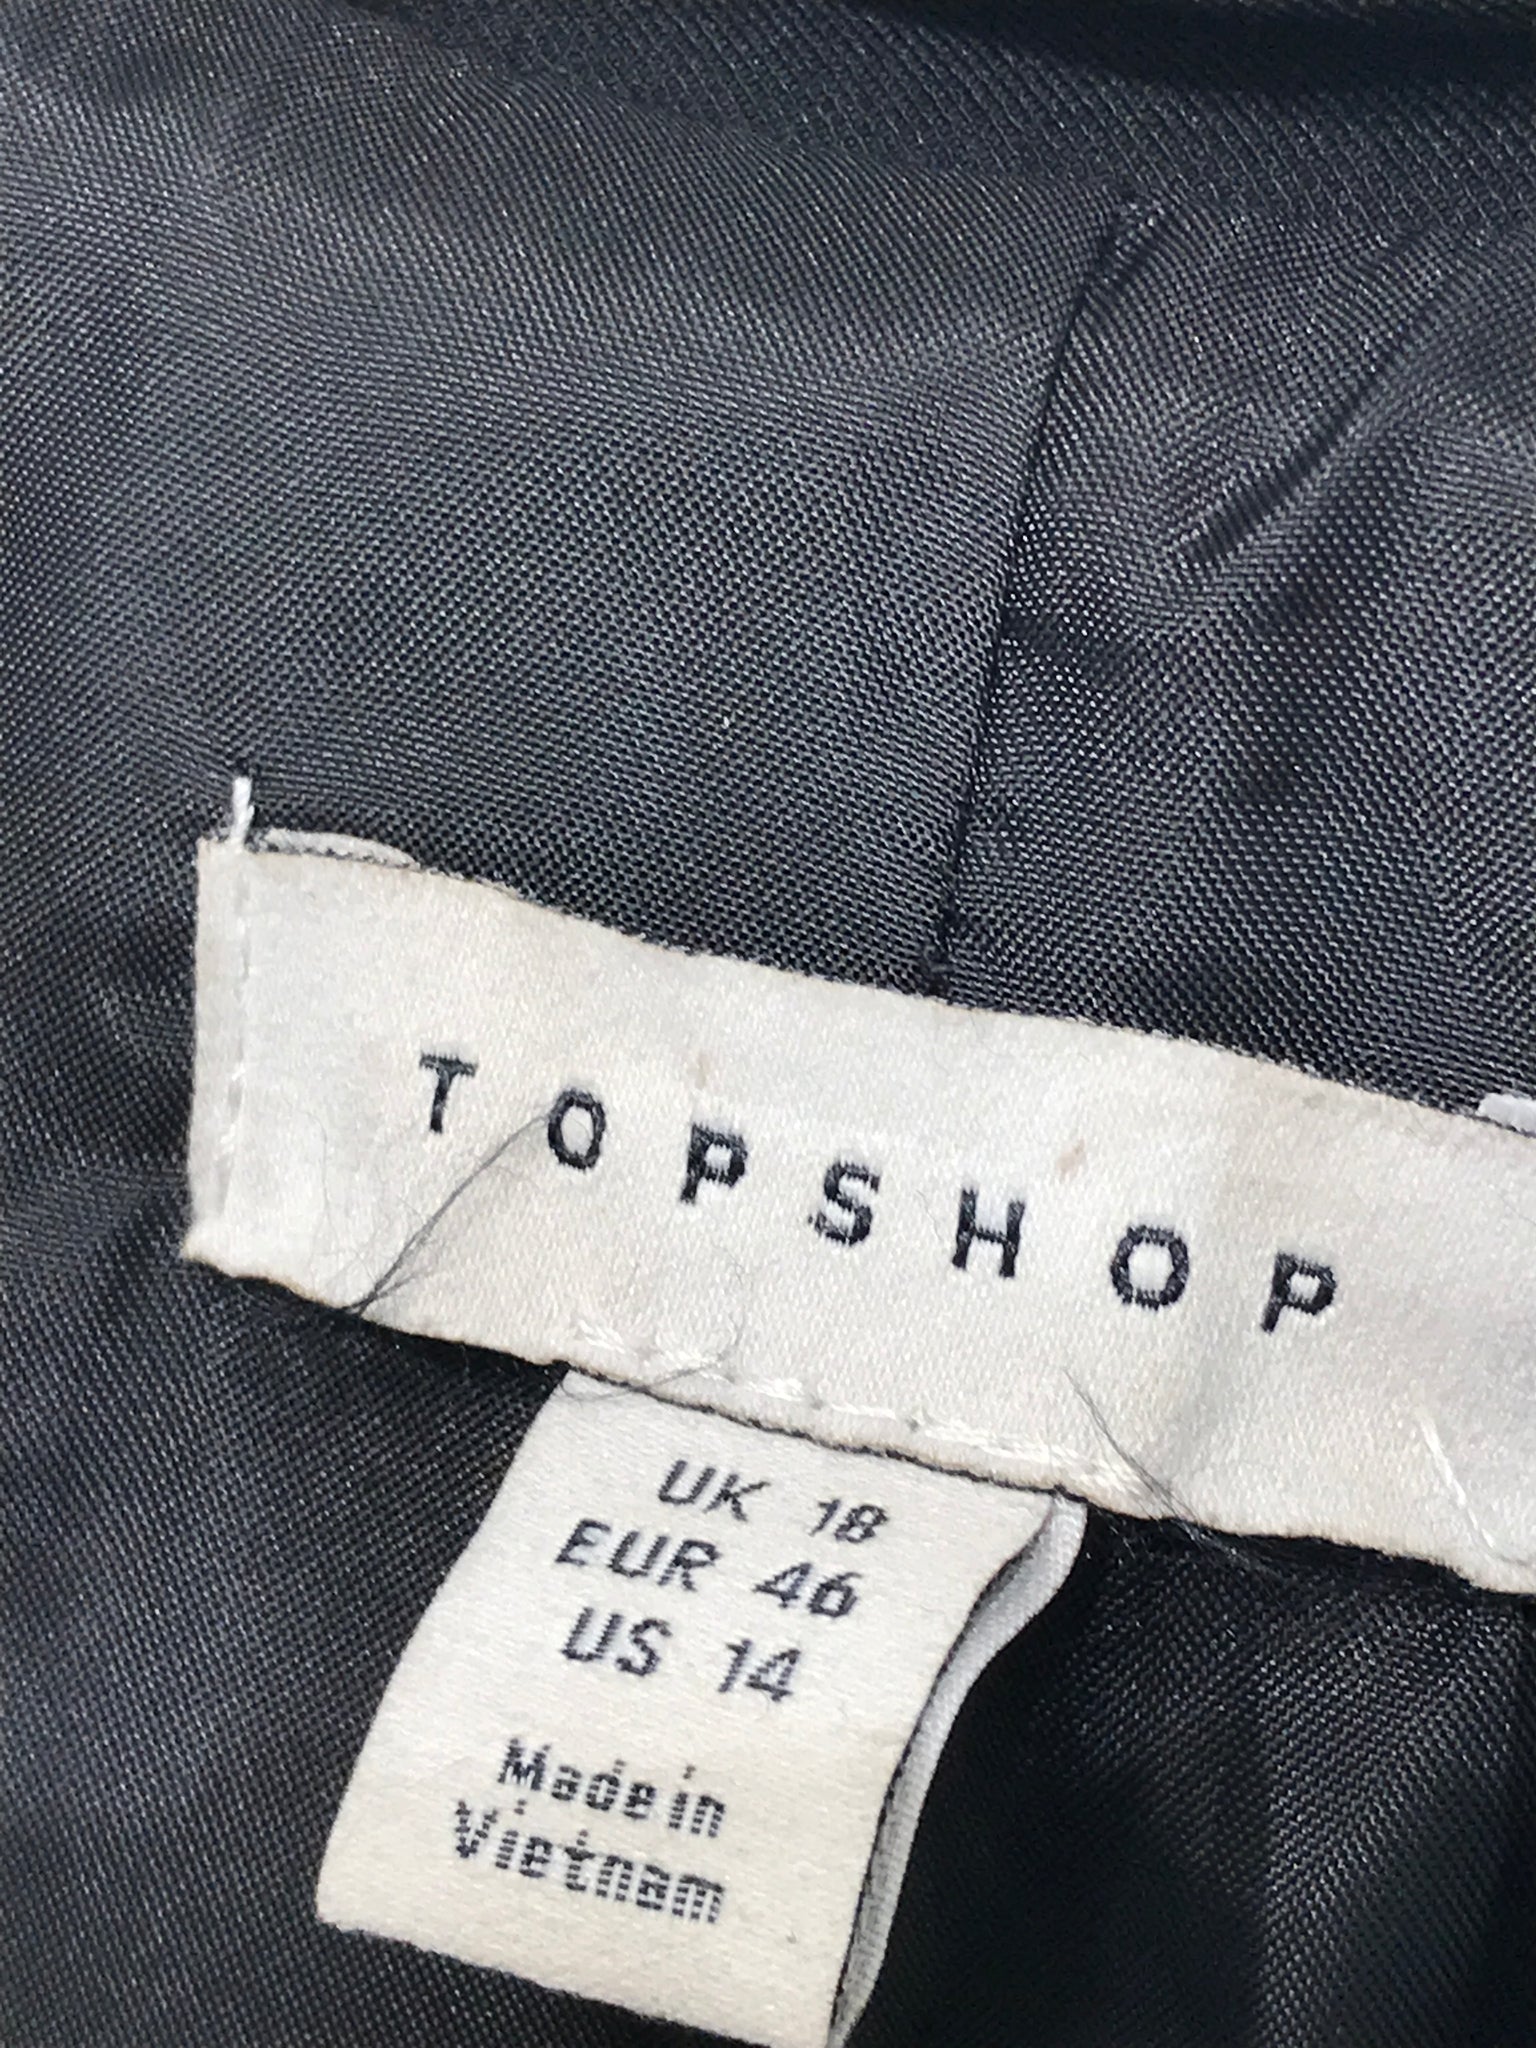 TOPSHOP
UK 18
EUR 46
US 14
Made in
Vietnam